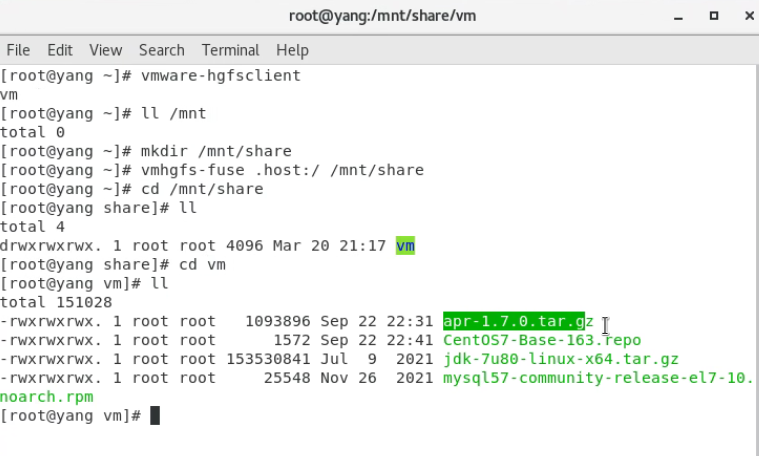 root@yang:/mnt/share/vm
File Edit View Search Terminal Help
[root@yang ~]# vmware-hgfsclient
vm
[root@yang ~]# ll /mnt
total 0
[root@yang ~]# mkdir /mnt/share
[root@yang ~]# vmhgfs-fuse .host:/ /mnt/share
[root@yang ~]# cd /mnt/share
[root@yang share]# ll
total 4
drwxrwxrwx. 1 root root 4096 Mar 20 21:17 vm
[root@yang share]# cd vm
[root@yang vm]# ll
total 151028
-rwxrwxrwx. 1 root root   1093896 Sep 22 22:31 apr-1.7.0.tar.gz
-rwxrwxrwx. 1 root root      1572 Sep 22 22:41 CentOS7-Base-163.repo
-rwxrwxrwx. 1 root root 153530841 Jul  9  2021 jdk-7u80-linux-x64.tar.gz
-rwxrwxrwx. 1 root root     25548 Nov 26  2021 mysql57-community-release-el7-10.
noarch.rpm
[root@yang vm]#